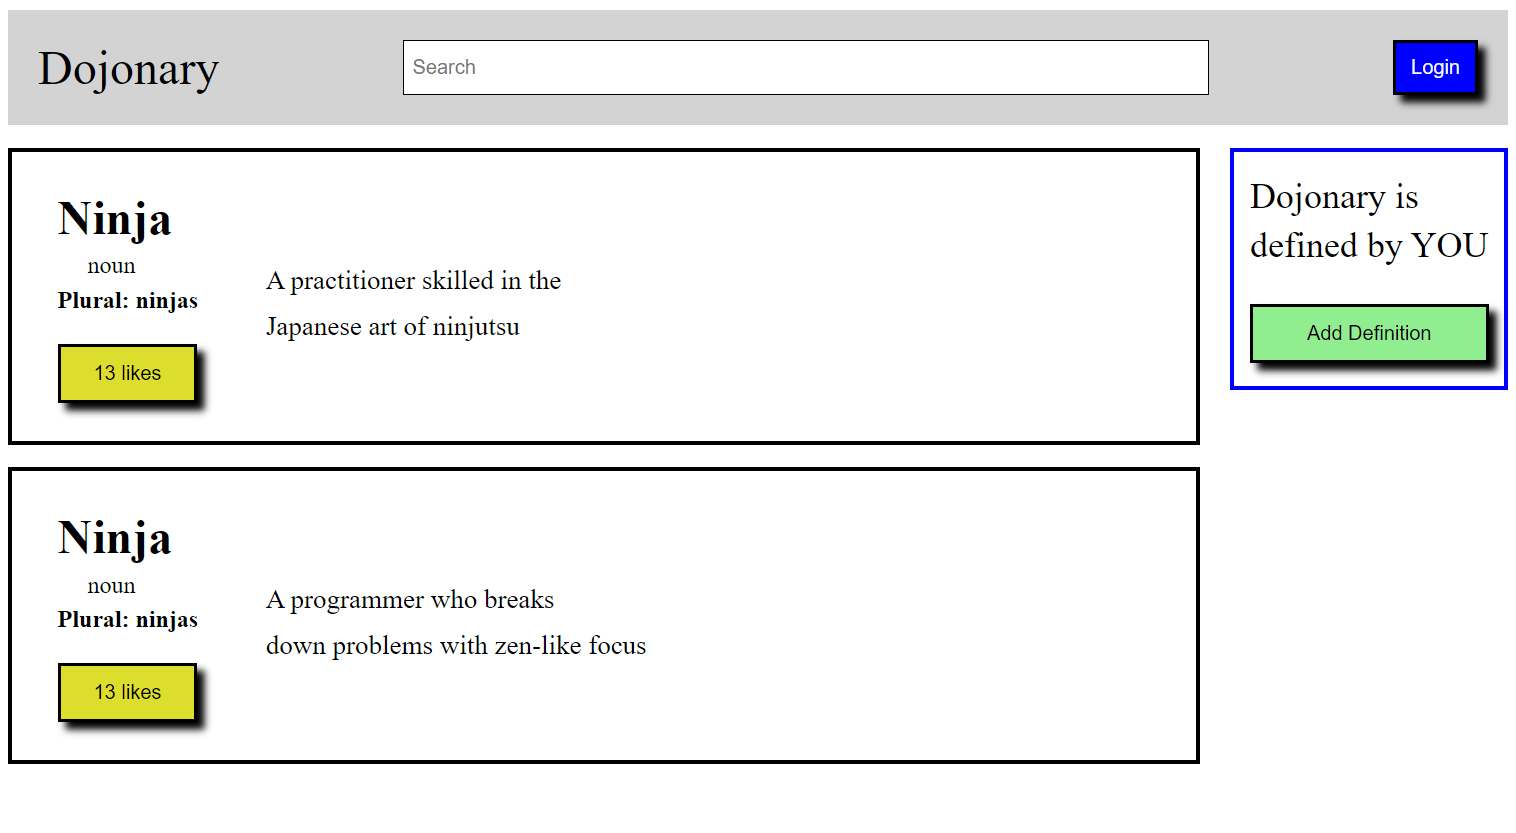 Dojonary
Search
Login
Ninja
noun
Plural: ninjas
13 likes
A practitioner skilled in the
Japanese art of ninjutsu
Dojonary is
defined by YOU
Add Definition
Ninja
noun
Plural: ninjas
13 likes
A programmer who breaks
down problems with zen-like focus